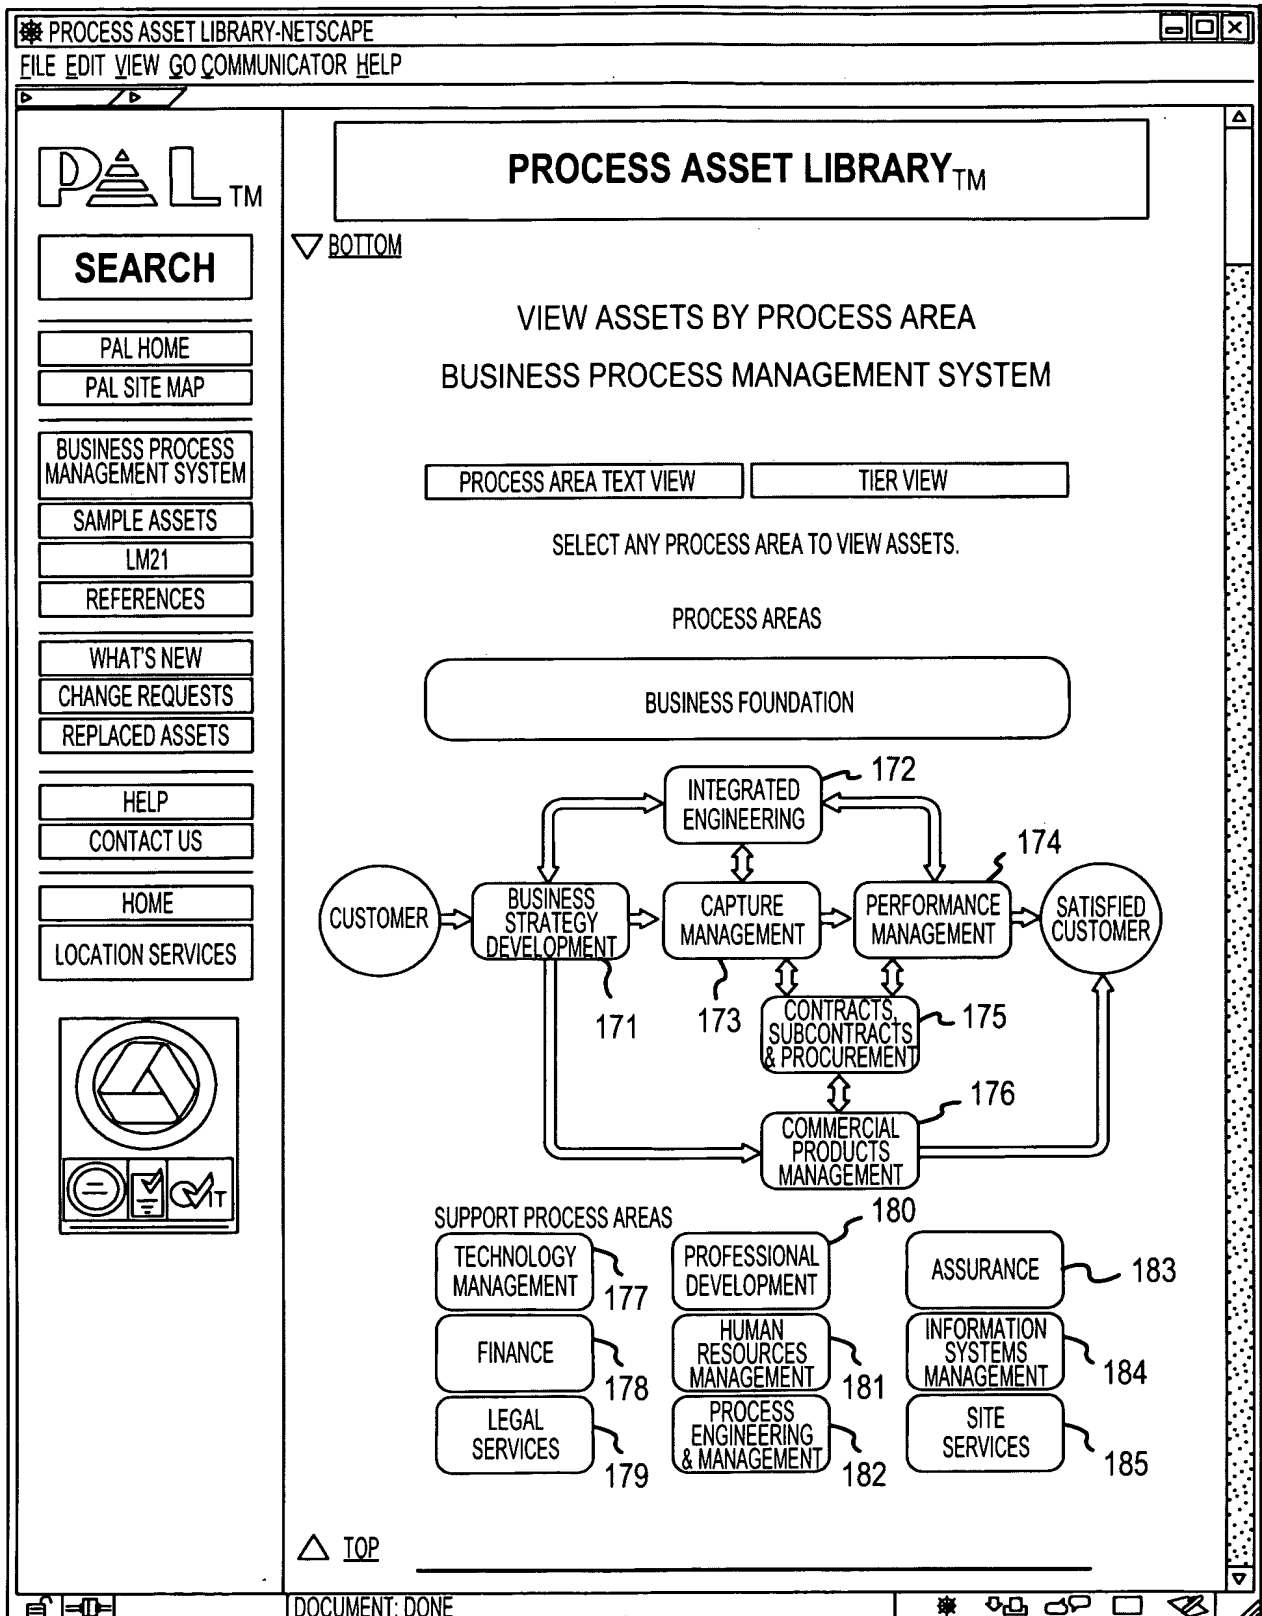 PROCESS ASSET LIBRARY-NETSCAPE
FILE EDIT VIEW GO COMMUNICATOR HELP
PAL TM
SEARCH
PAL HOME
PAL SITE MAP
BUSINESS PROCESS
MANAGEMENT SYSTEM
SAMPLE ASSETS
LM21
REFERENCES
WHAT'S NEW
CHANGE REQUESTS
REPLACED ASSETS
HELP
CONTACT US
HOME
LOCATION SERVICES
IT
PROCESS ASSET LIBRARY TM
BOTTOM
VIEW ASSETS BY PROCESS AREA
BUSINESS PROCESS MANAGEMENT SYSTEM
PROCESS AREA TEXT VIEW
TIER VIEW
SELECT ANY PROCESS AREA TO VIEW ASSETS.
PROCESS AREAS
BUSINESS FOUNDATION
INTEGRATED
ENGINEERING
172
174
CUSTOMER
BUSINESS
STRATEGY
DEVELOPMENT
171
CAPTURE
MANAGEMENT
173
PERFORMANCE
MANAGEMENT
SATISFIED
CUSTOMER
CONTRACTS,
SUBCONTRACTS
& PROCUREMENT
175
COMMERCIAL
PRODUCTS
MANAGEMENT
176
SUPPORT PROCESS AREAS
TECHNOLOGY
MANAGEMENT
177
PROFESSIONAL
DEVELOPMENT
180
ASSURANCE
183
FINANCE
178
HUMAN
RESOURCES
MANAGEMENT
181
INFORMATION
SYSTEMS
MANAGEMENT
184
LEGAL
SERVICES
179
PROCESS
ENGINEERING
& MANAGEMENT
182
SITE
SERVICES
185
TOP
DOCUMENT: DONE